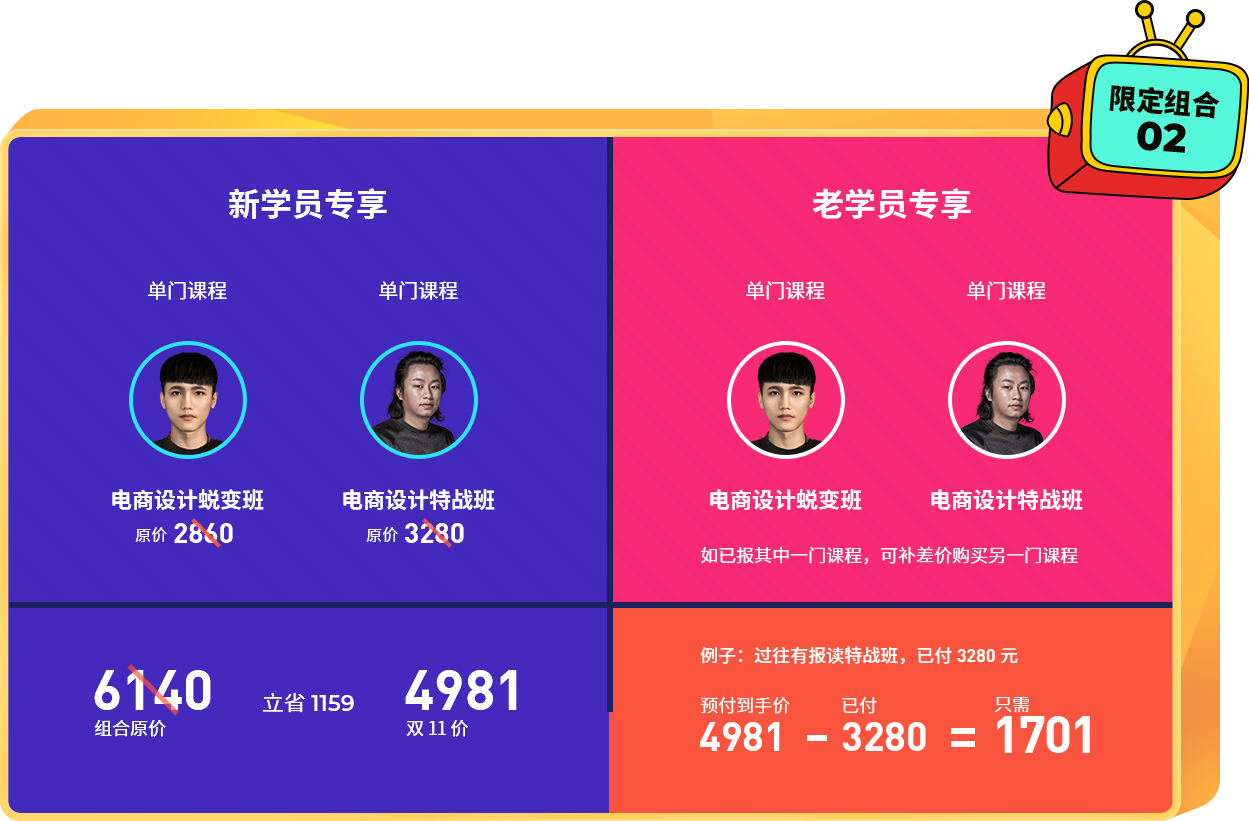 限定组合
02
新学员专享
单门课程
单门课程
电商设计蜕变班
原价 2860
电商设计特战班
原价 3280
6140
组合原价
立省 1159
4981
双 11 价
老学员专享
单门课程
单门课程
电商设计蜕变班
电商设计特战班
如已报其中一门课程，可补差价购买另一门课程
例子：过往有报读特战班，已付 3280 元
预付到手价
已付
只需
4981 - 3280 = 1701